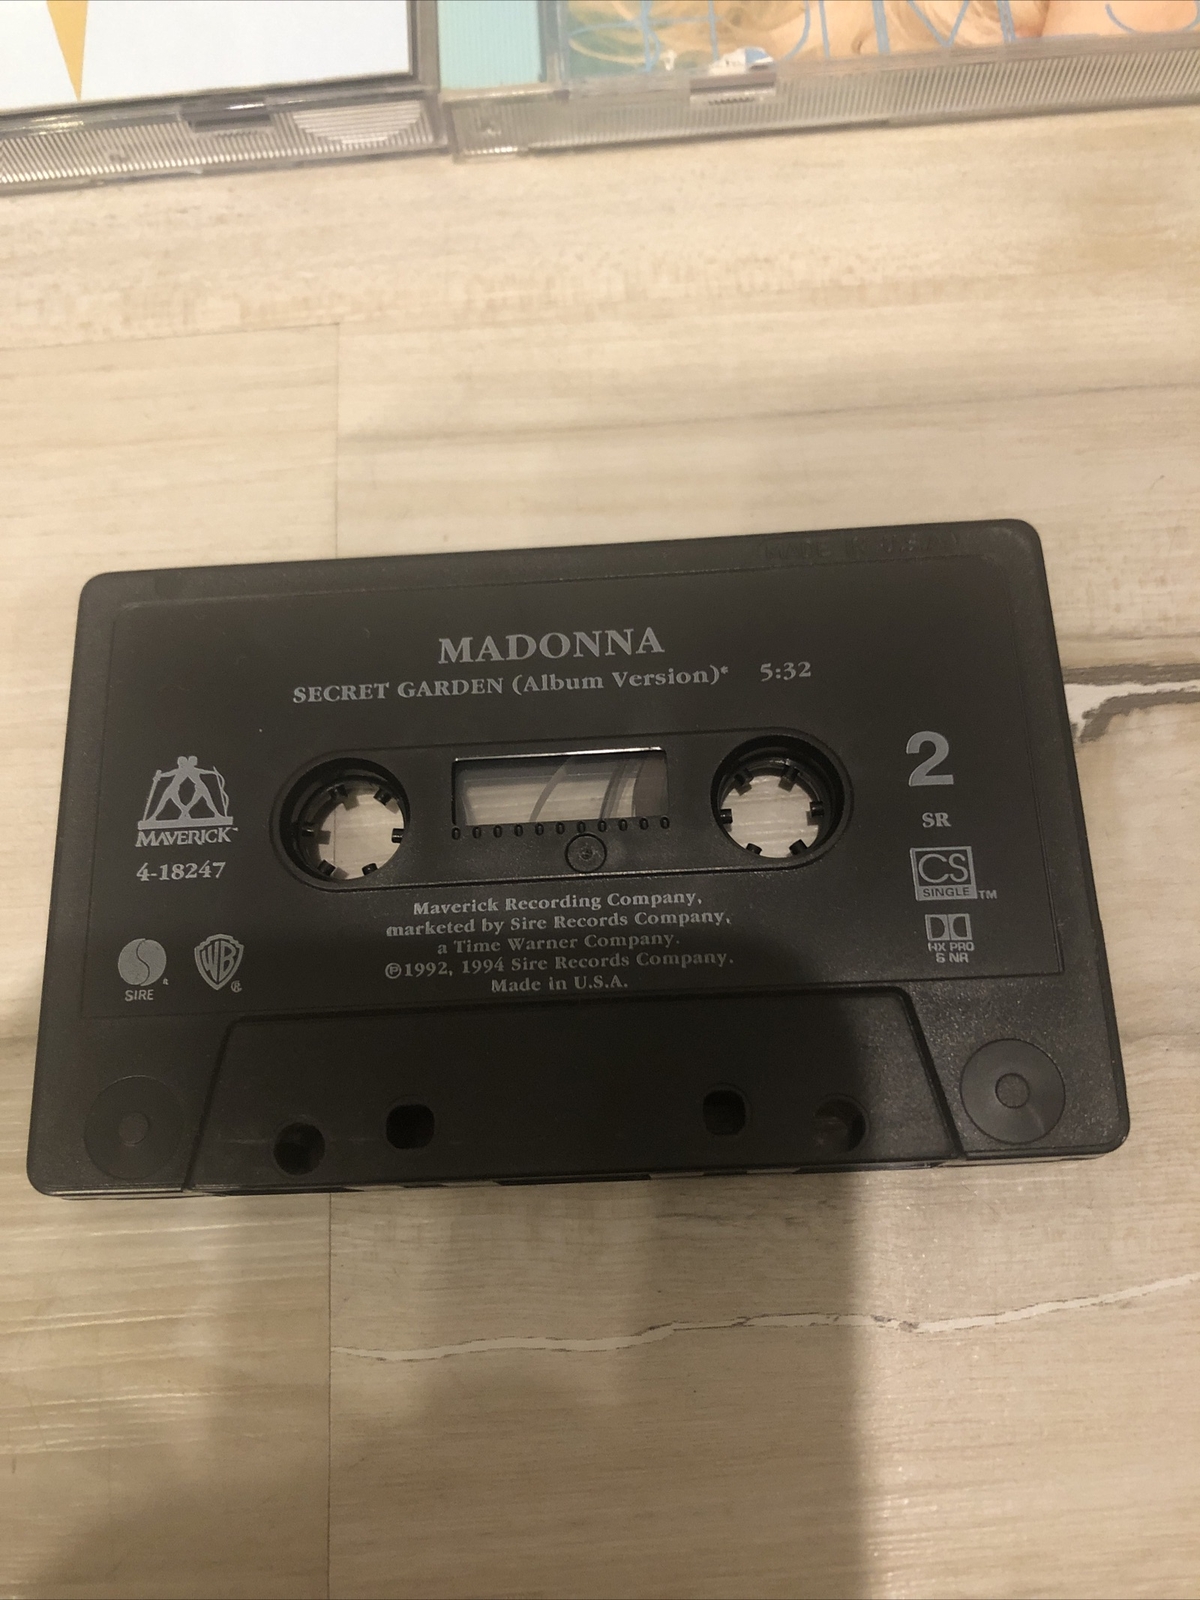 MADONNA
SECRET GARDEN (Album Version)* 5:32
2
SR
CS
SINGLE TM
HX PRO
& NR
MAVERICK™
4-18247
SIRE ®
WB ®
Maverick Recording Company,
marketed by Sire Records Company,
a Time Warner Company.
℗1992, 1994 Sire Records Company.
Made in U.S.A.